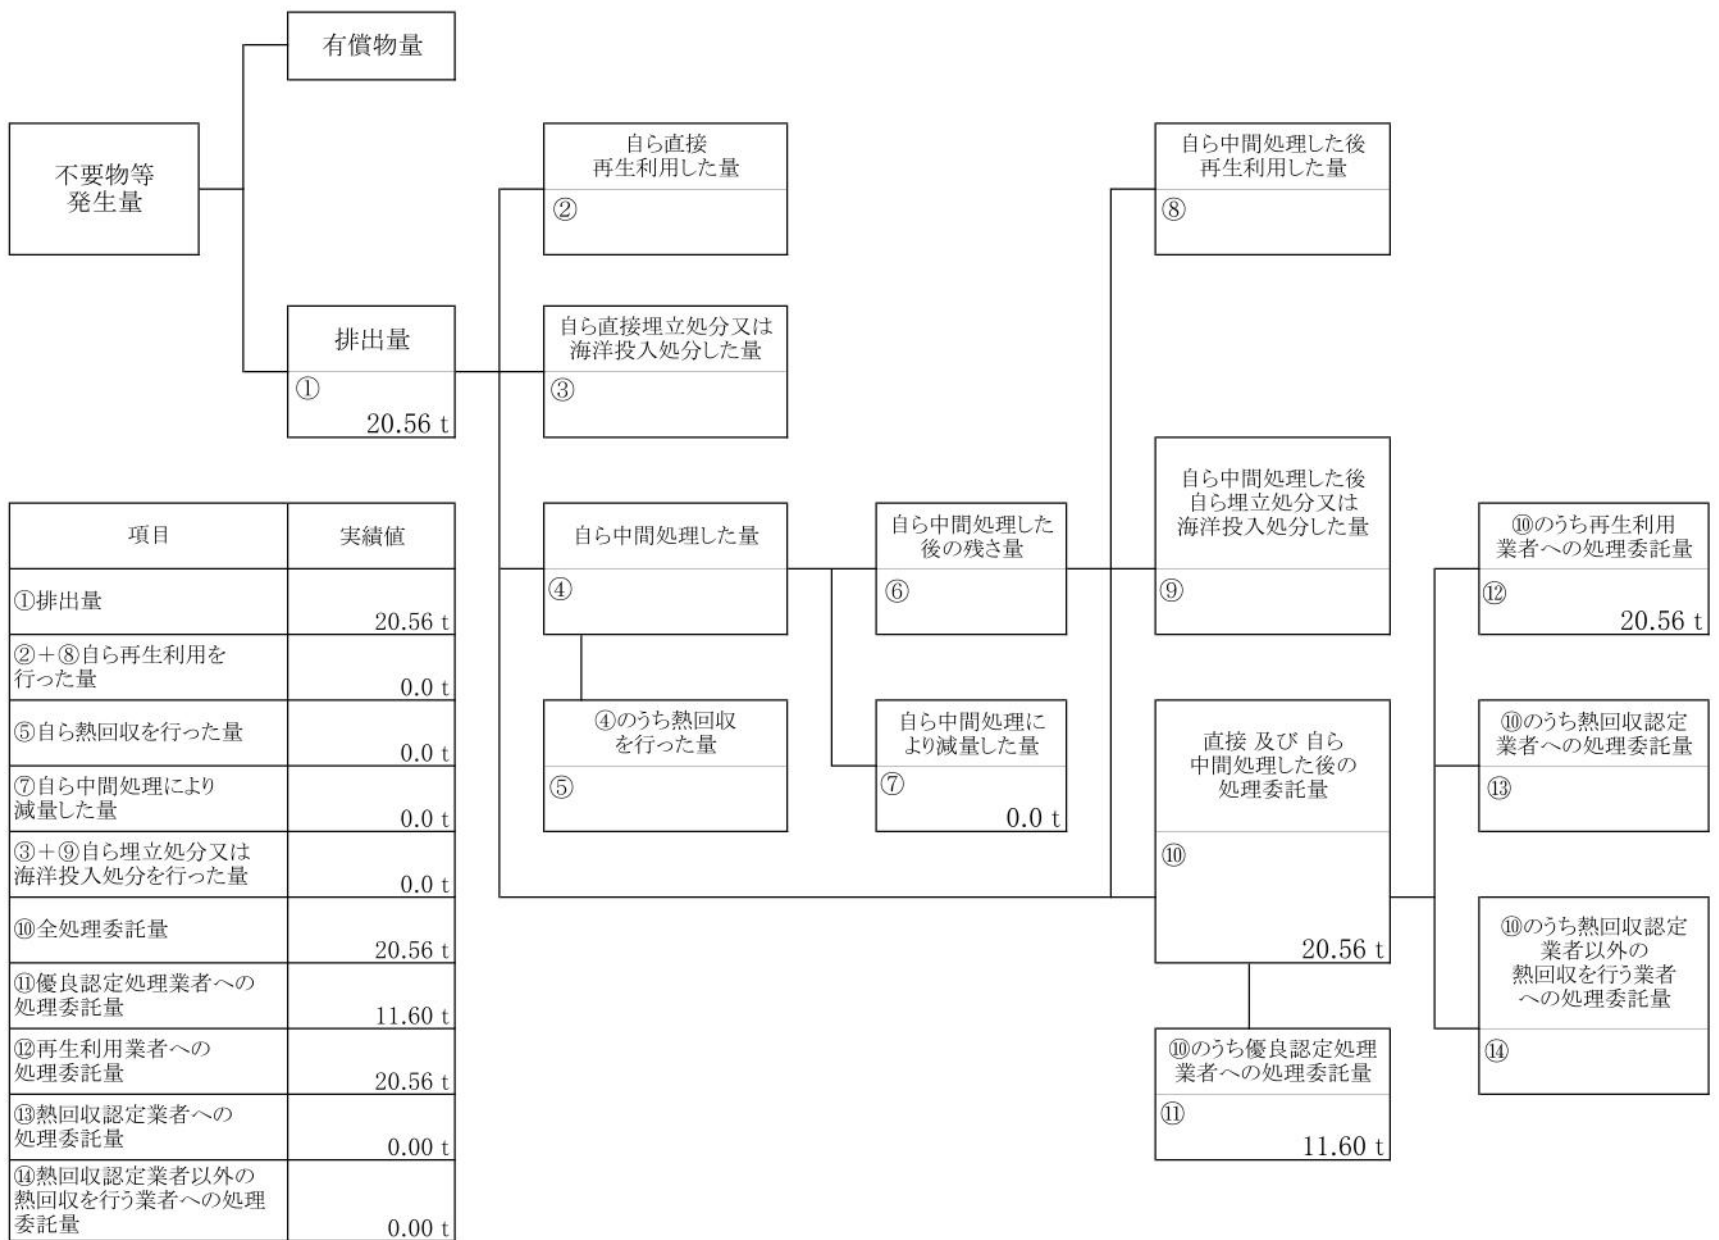 有償物量
不要物等
発生量
自ら直接
再生利用した量
②
自ら中間処理した後
再生利用した量
⑧
排出量
①
20.56 t
自ら直接埋立処分又は
海洋投入処分した量
③
自ら中間処理した量
④
自ら中間処理した
後の残さ量
⑥
自ら中間処理した後
自ら埋立処分又は
海洋投入処分した量
⑨
⑩のうち再生利用
業者への処理委託量
⑫
20.56 t
④のうち熱回収
を行った量
⑤
自ら中間処理に
より減量した量
⑦
0.0 t
直接 及び 自ら
中間処理した後の
処理委託量
⑩
20.56 t
⑩のうち熱回収認定
業者への処理委託量
⑬
⑩のうち熱回収認定
業者以外の
熱回収を行う業者
への処理委託量
⑭
⑩のうち優良認定処理
業者への処理委託量
⑪
11.60 t
項目 実績値
①排出量
20.56 t
②＋⑧自ら再生利用を
行った量
0.0 t
⑤自ら熱回収を行った量
0.0 t
⑦自ら中間処理により
減量した量
0.0 t
③＋⑨自ら埋立処分又は
海洋投入処分を行った量
0.0 t
⑩全処理委託量
20.56 t
⑪優良認定処理業者への
処理委託量
11.60 t
⑫再生利用業者への
処理委託量
20.56 t
⑬熱回収認定業者への
処理委託量
0.00 t
⑭熱回収認定業者以外の
熱回収を行う業者への処理
委託量
0.00 t